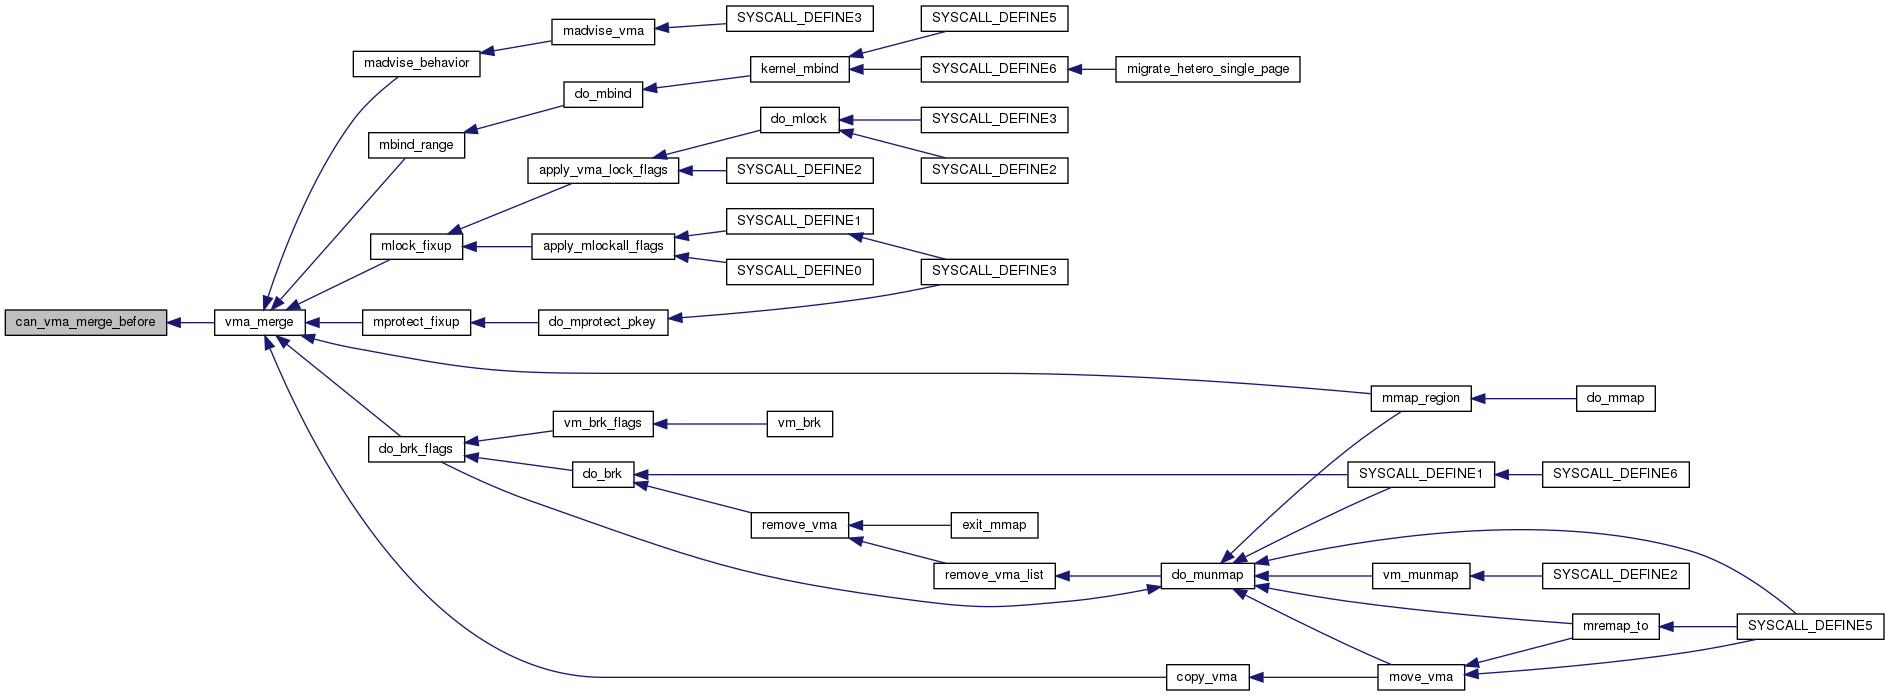 SYSCALL_DEFINE3
SYSCALL_DEFINE5
madvise_vma
madvise_behavior
kernel_mbind
SYSCALL_DEFINE6
migrate_hetero_single_page
do_mbind
do_mlock
SYSCALL_DEFINE3
mbind_range
apply_vma_lock_flags
SYSCALL_DEFINE2
SYSCALL_DEFINE2
SYSCALL_DEFINE1
mlock_fixup
apply_mlockall_flags
SYSCALL_DEFINE0
SYSCALL_DEFINE3
can_vma_merge_before
vma_merge
mprotect_fixup
do_mprotect_pkey
mmap_region
do_mmap
vm_brk_flags
vm_brk
do_brk_flags
do_brk
SYSCALL_DEFINE1
SYSCALL_DEFINE6
remove_vma
exit_mmap
remove_vma_list
do_munmap
vm_munmap
SYSCALL_DEFINE2
mremap_to
SYSCALL_DEFINE5
copy_vma
move_vma